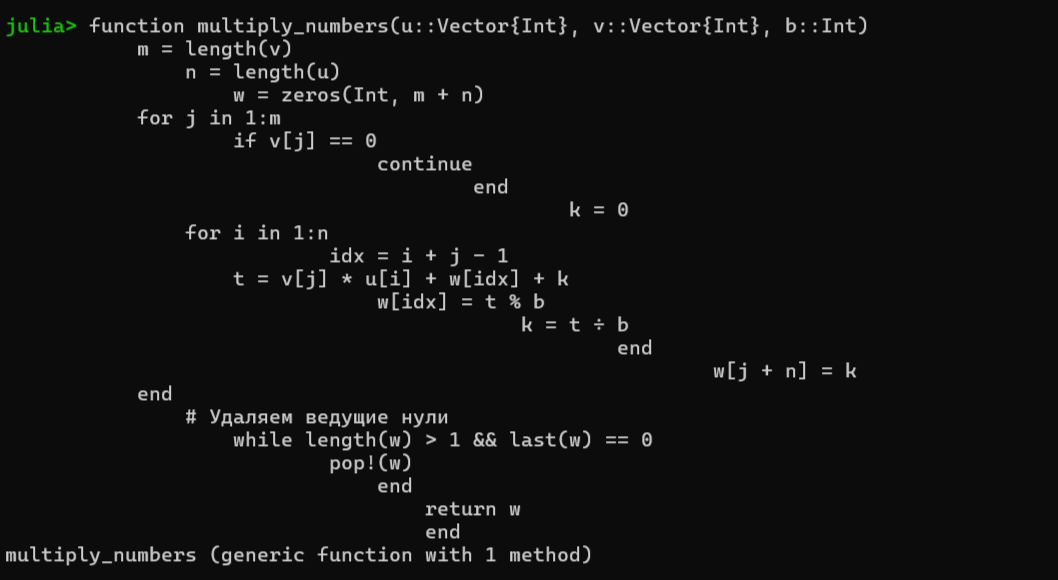 julia> function multiply_numbers(u::Vector{Int}, v::Vector{Int}, b::Int)
m = length(v)
n = length(u)
w = zeros(Int, m + n)
for j in 1:m
if v[j] == 0
continue
end
k = 0
for i in 1:n
idx = i + j - 1
t = v[j] * u[i] + w[idx] + k
w[idx] = t % b
k = t ÷ b
end
w[j + n] = k
end
# Удаляем ведущие нули
while length(w) > 1 && last(w) == 0
pop!(w)
end
return w
end
multiply_numbers (generic function with 1 method)